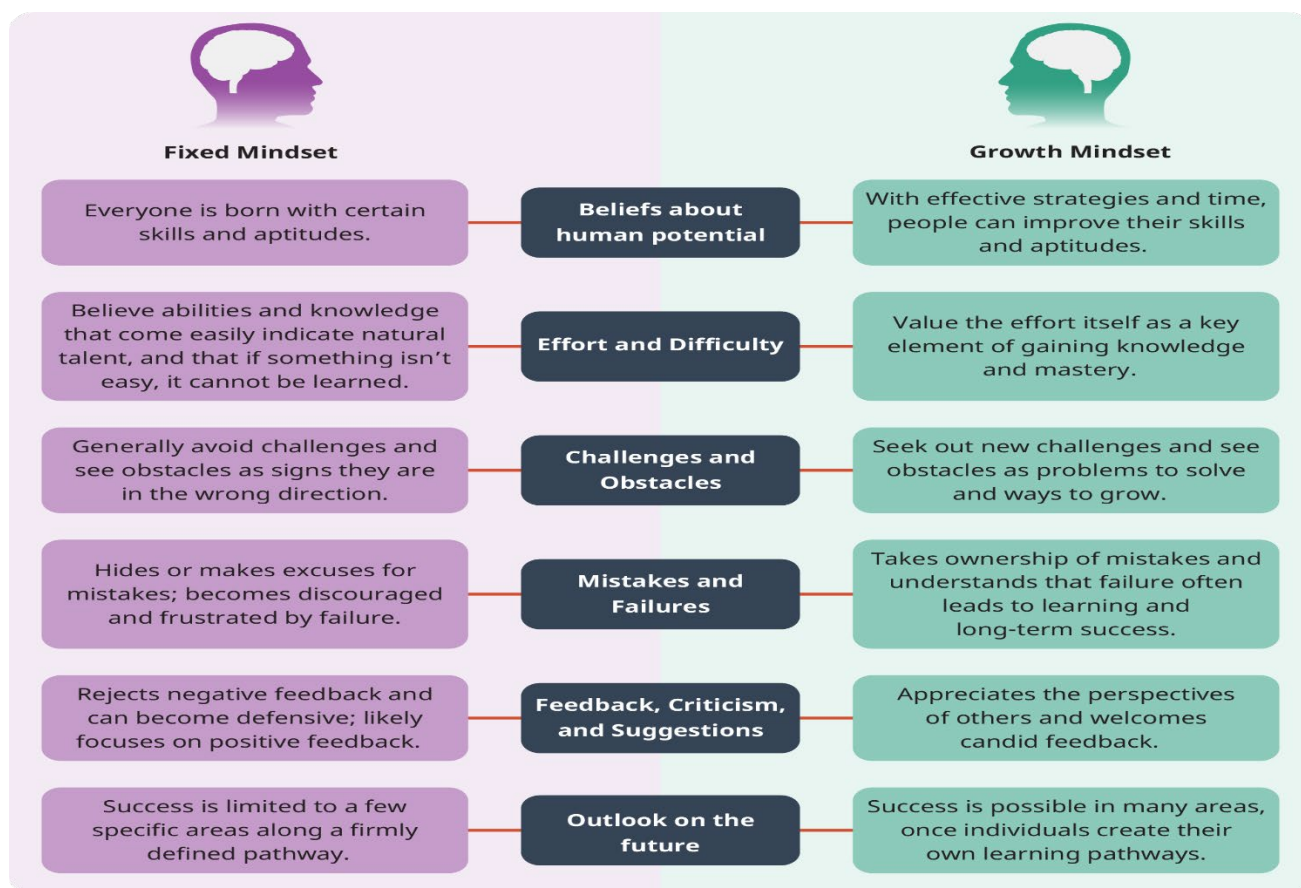 Fixed Mindset
Growth Mindset
Everyone is born with certain
skills and aptitudes.
Beliefs about
human potential
With effective strategies and time,
people can improve their skills
and aptitudes.
Believe abilities and knowledge
that come easily indicate natural
talent, and that if something isn’t
easy, it cannot be learned.
Effort and Difficulty
Value the effort itself as a key
element of gaining knowledge
and mastery.
Generally avoid challenges and
see obstacles as signs they are
in the wrong direction.
Challenges and
Obstacles
Seek out new challenges and see
obstacles as problems to solve
and ways to grow.
Hides or makes excuses for
mistakes; becomes discouraged
and frustrated by failure.
Mistakes and
Failures
Takes ownership of mistakes and
understands that failure often
leads to learning and
long-term success.
Rejects negative feedback and
can become defensive; likely
focuses on positive feedback.
Feedback, Criticism,
and Suggestions
Appreciates the perspectives
of others and welcomes
candid feedback.
Success is limited to a few
specific areas along a firmly
defined pathway.
Outlook on the
future
Success is possible in many areas,
once individuals create their
own learning pathways.